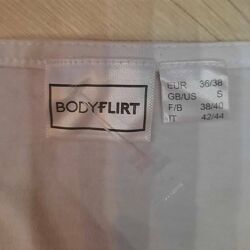 BODYFLIRT
EUR 36/38
GB/US S
F/B 38/40
IT 42/44